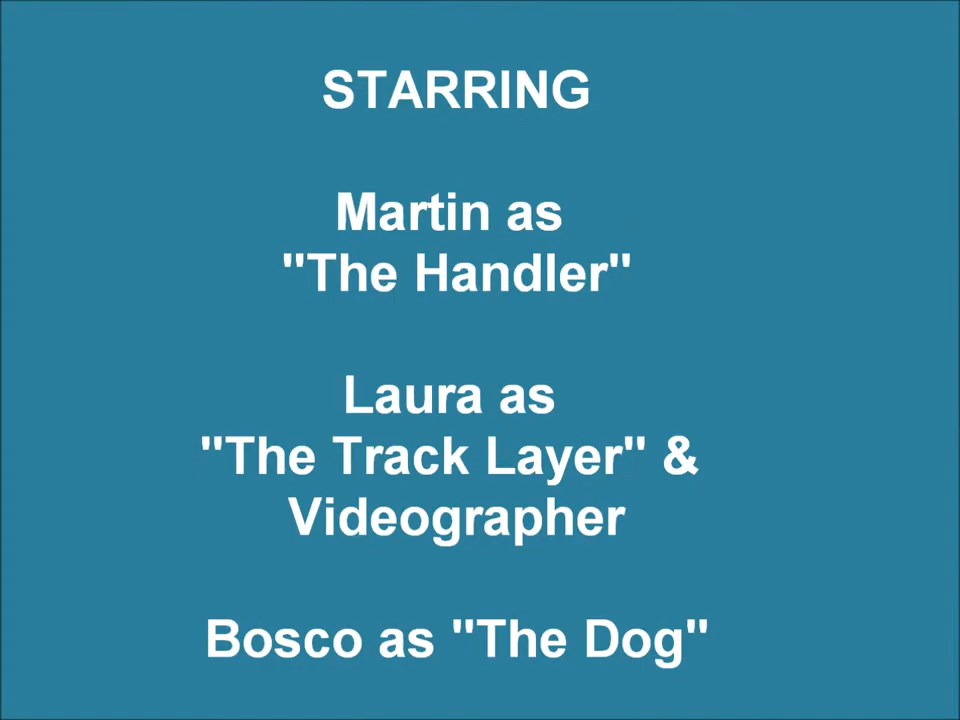 STARRING
Martin as
"The Handler"
Laura as
"The Track Layer" &
Videographer
Bosco as "The Dog"